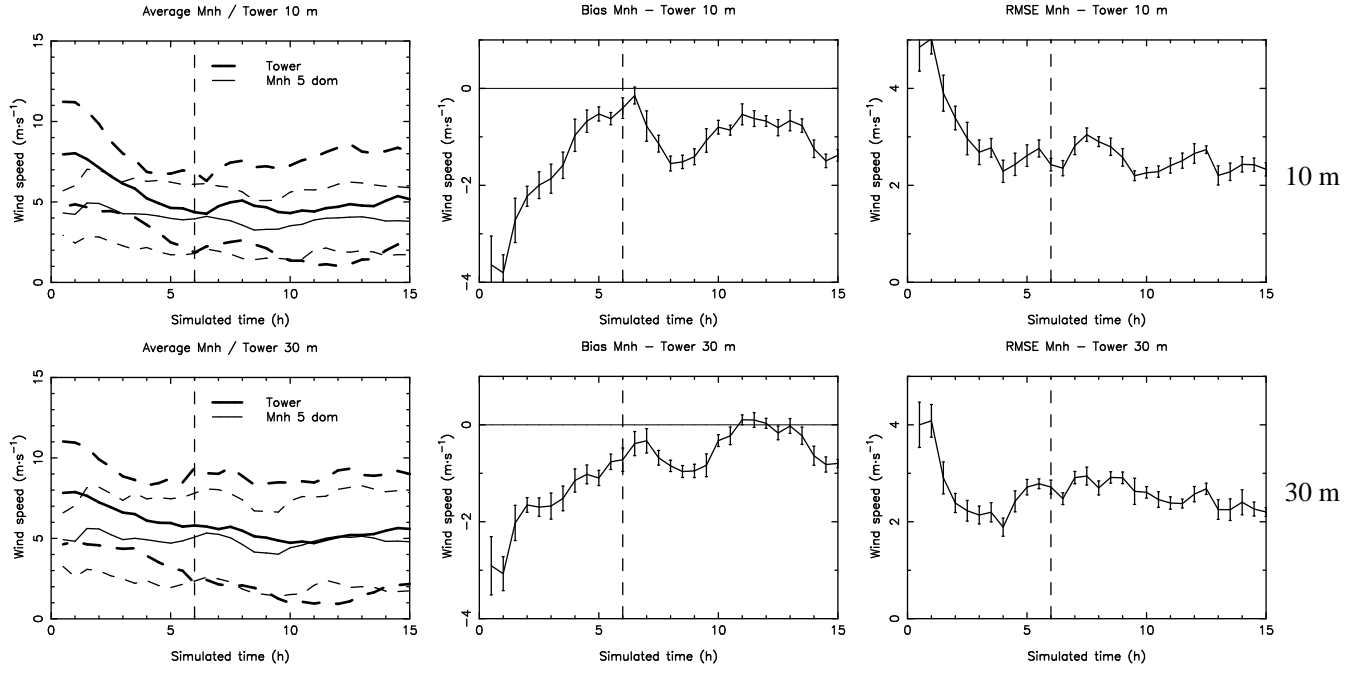 Average Mnh / Tower 10 m
Bias Mnh − Tower 10 m
RMSE Mnh − Tower 10 m
Wind speed (m·s⁻¹)
15
10
5
0
Tower
Mnh 5 dom
0 5 10 15
Simulated time (h)
Wind speed (m·s⁻¹)
0
−2
−4
0 5 10 15
Simulated time (h)
Wind speed (m·s⁻¹)
4
2
0
0 5 10 15
Simulated time (h)
10 m
Average Mnh / Tower 30 m
Bias Mnh − Tower 30 m
RMSE Mnh − Tower 30 m
Wind speed (m·s⁻¹)
15
10
5
0
Tower
Mnh 5 dom
0 5 10 15
Simulated time (h)
Wind speed (m·s⁻¹)
0
−2
−4
0 5 10 15
Simulated time (h)
Wind speed (m·s⁻¹)
4
2
0
0 5 10 15
Simulated time (h)
30 m